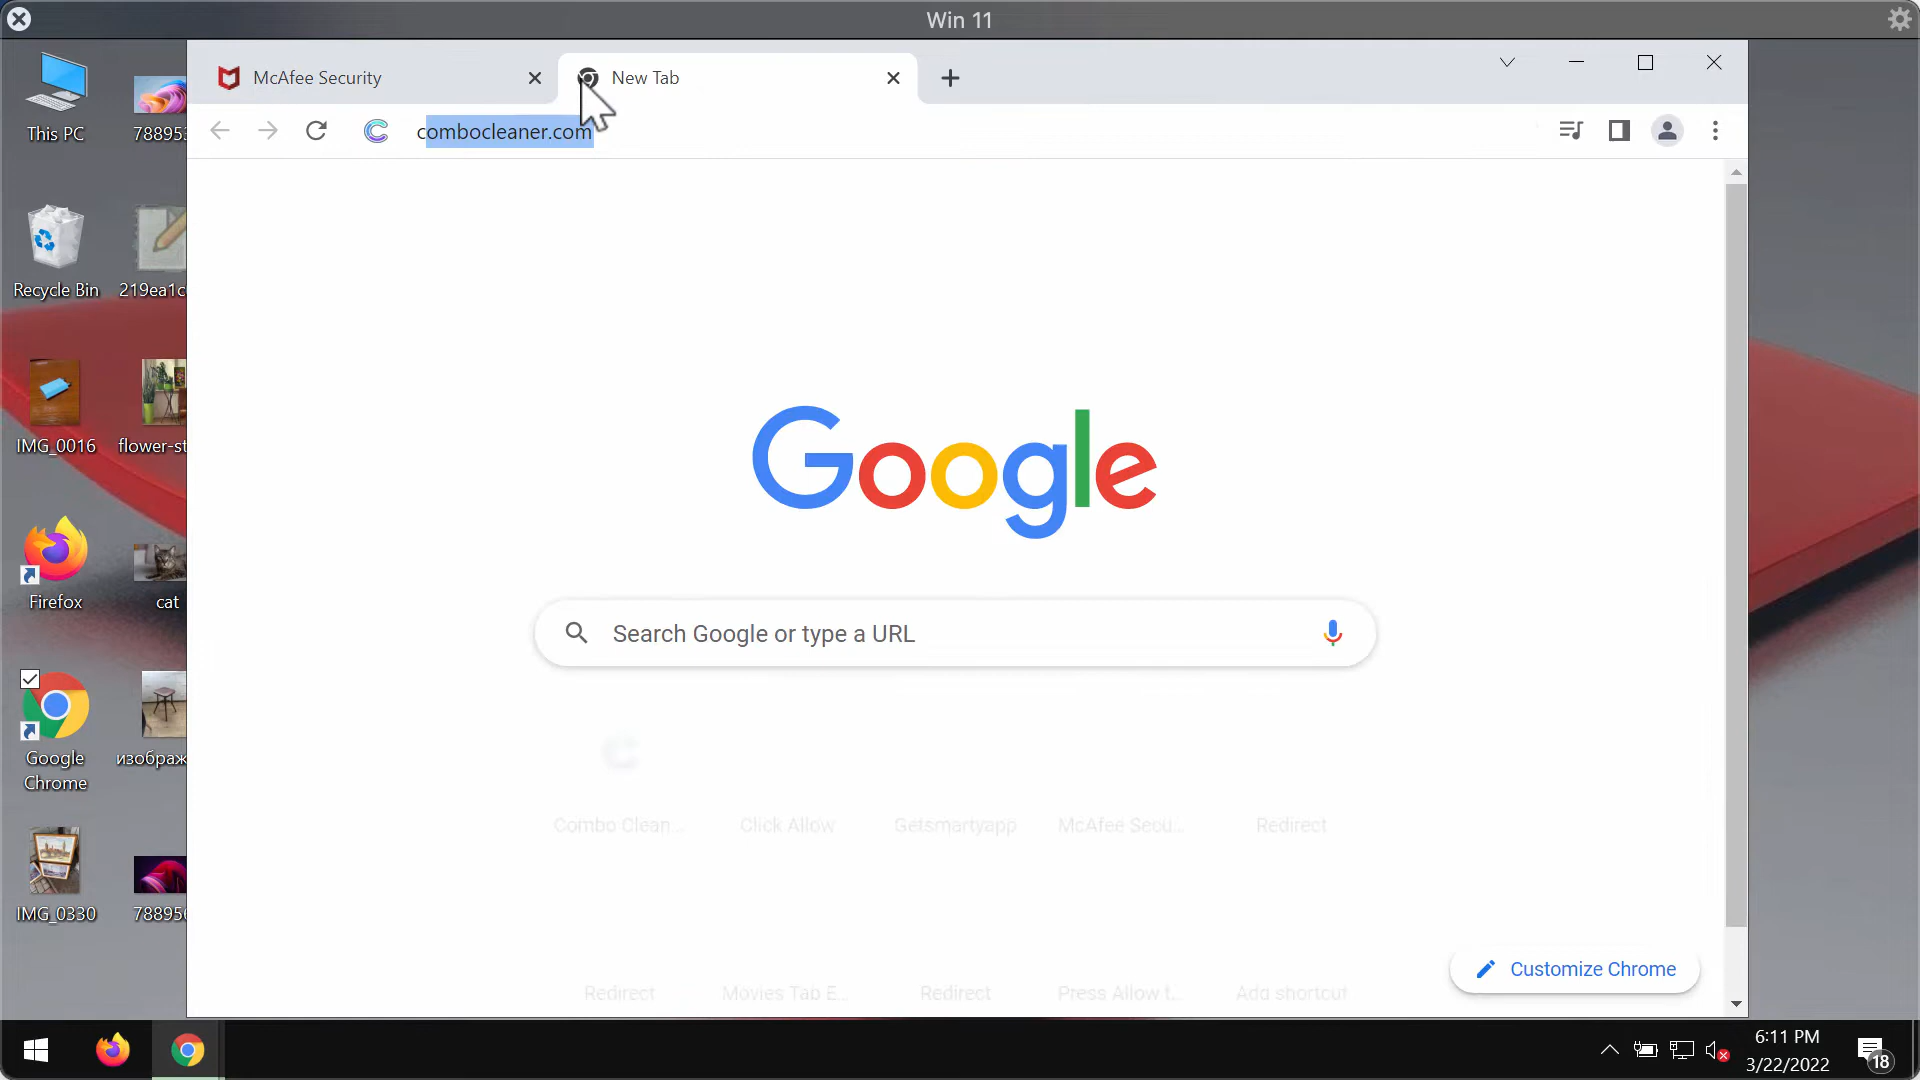 Win 11
McAfee Security
New Tab
combocleaner.com
This PC
788953
Recycle Bin
219ea1c
IMG_0016
flower-st
Firefox
cat
Google
Chrome
изображ
IMG_0330
788956
Google
Search Google or type a URL
Combo Clean...
Click Allow
Getsmartyapp
McAfee Secu...
Redirect
Redirect
Movies Tab E...
Redirect
Press Allow t...
Add shortcut
Customize Chrome
6:11 PM
3/22/2022
18